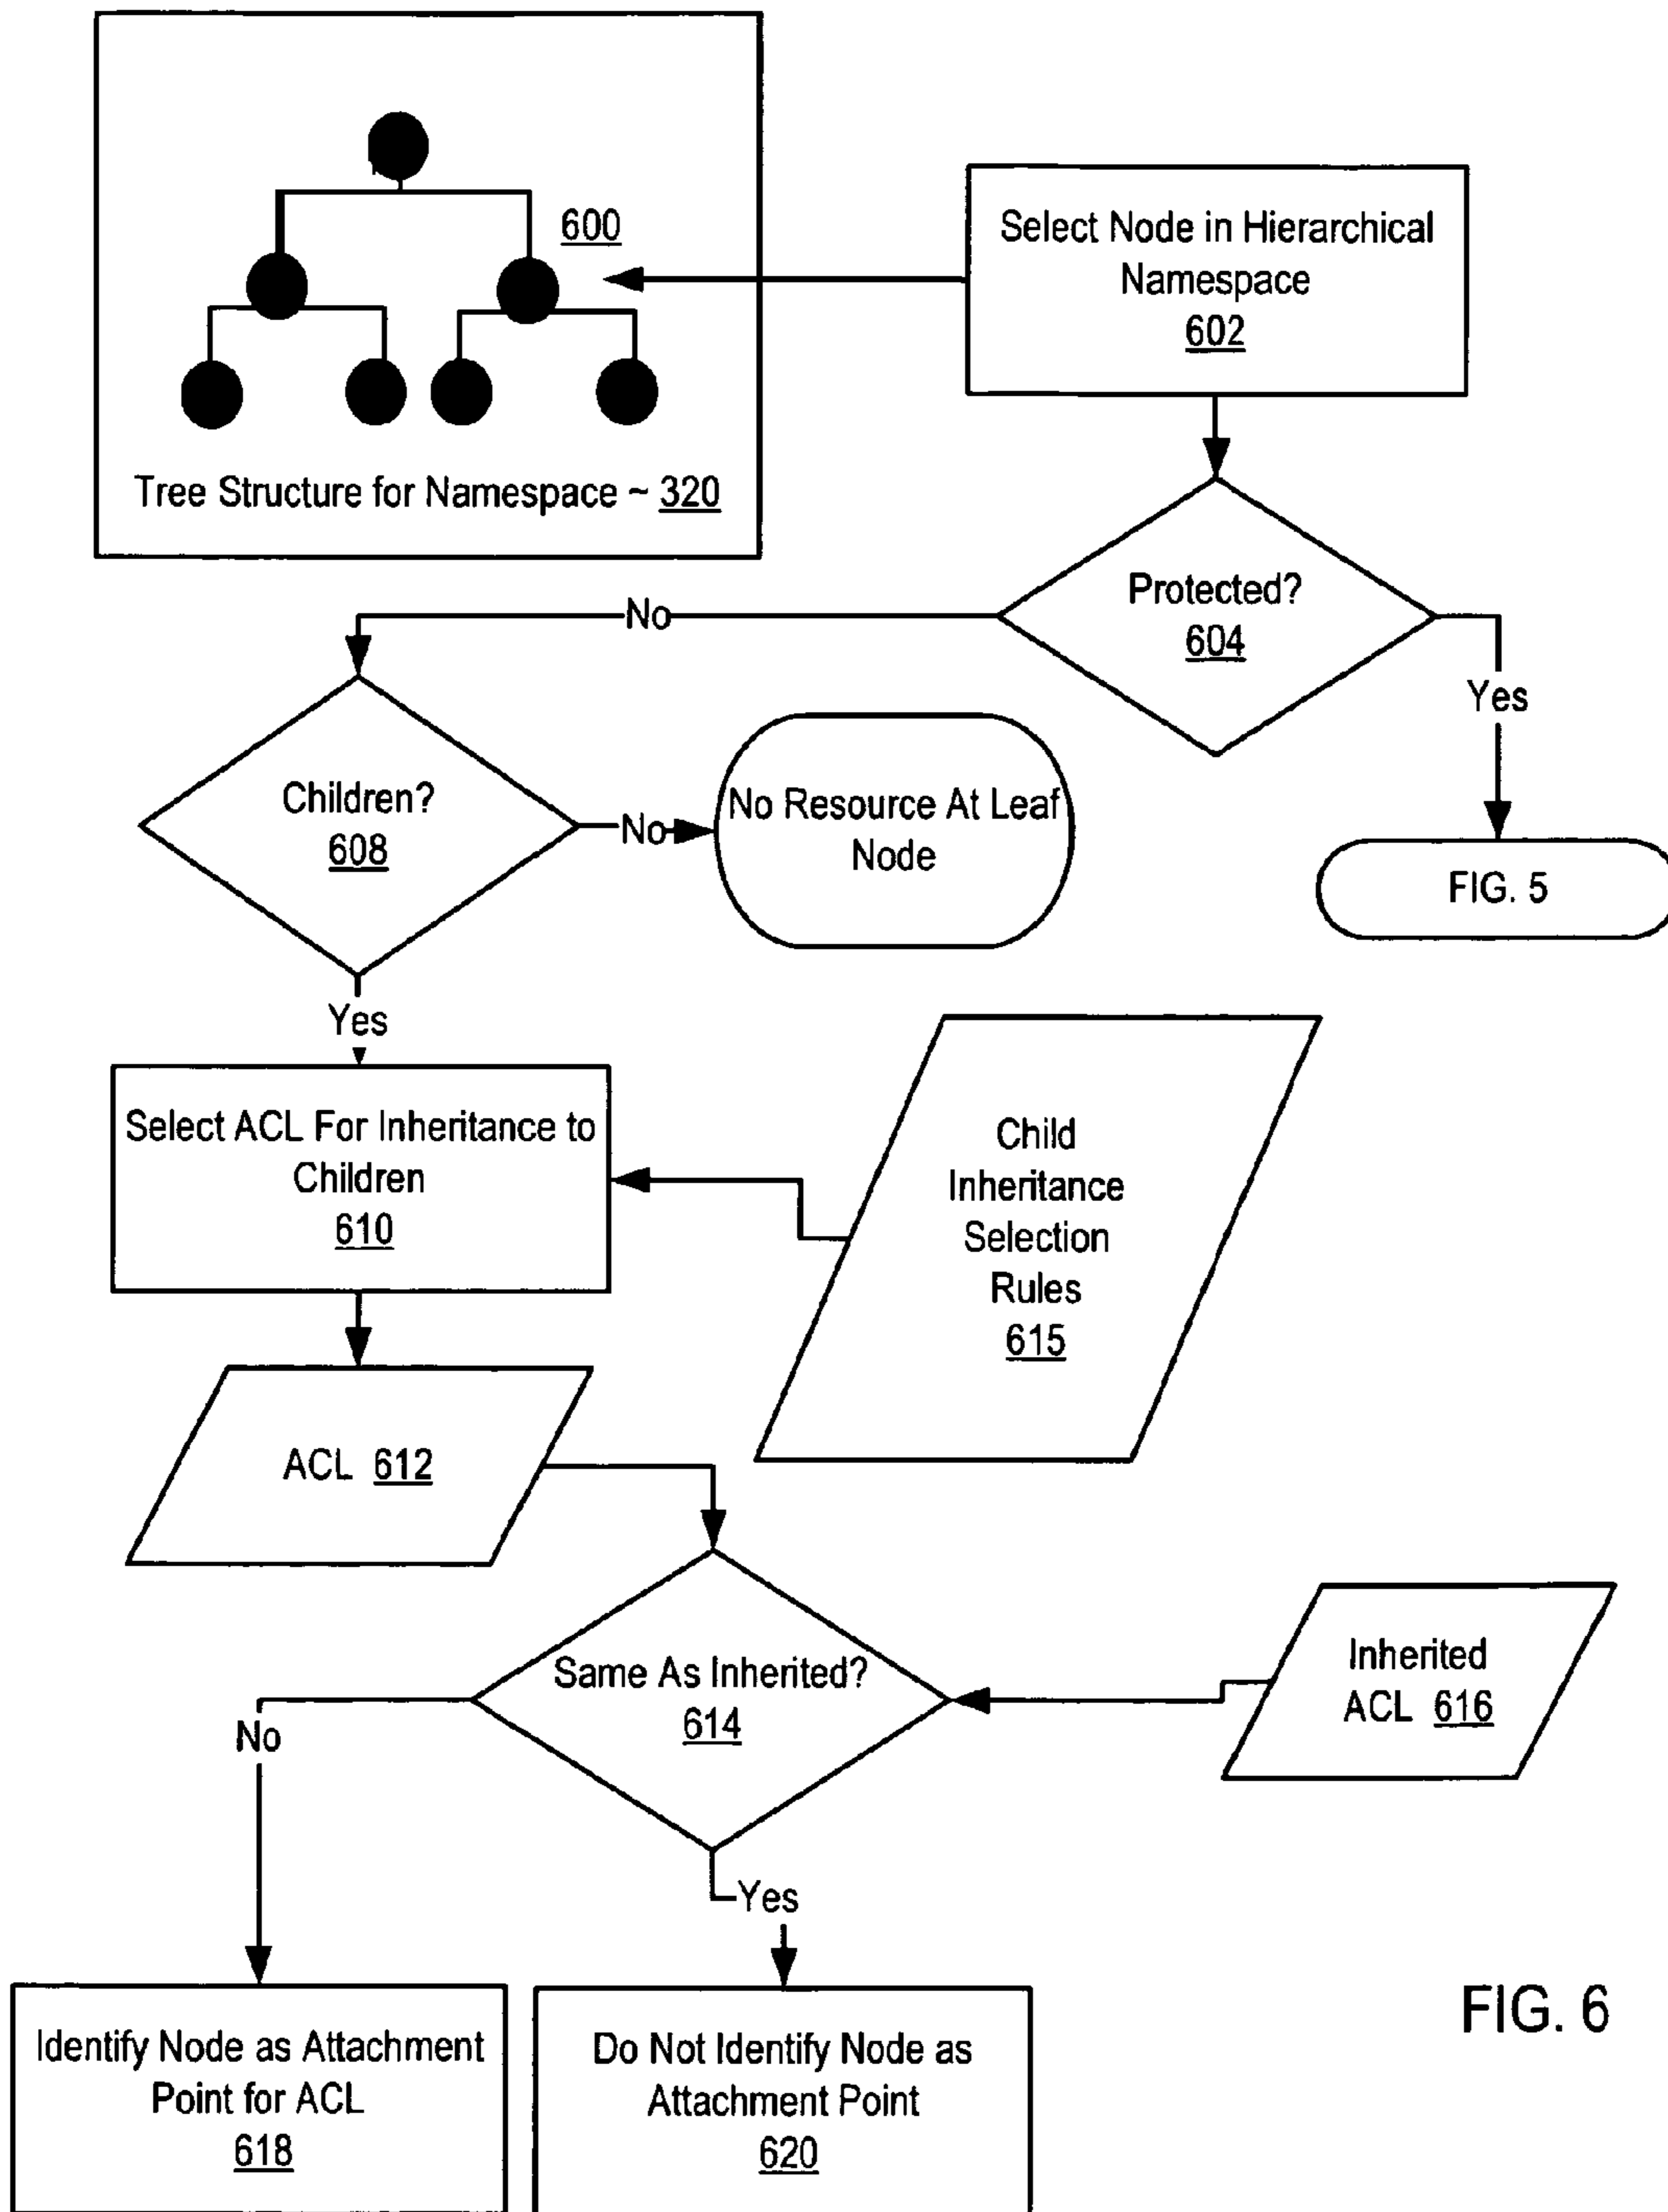 600
Select Node in Hierarchical
Namespace
602
Tree Structure for Namespace ~ 320
Protected?
604
No
Yes
Children?
608
No
No Resource At Leaf
Node
FIG. 5
Yes
Select ACL For Inheritance to
Children
610
Child
Inheritance
Selection
Rules
615
ACL 612
Same As Inherited?
614
Inherited
ACL 616
No
Yes
Identify Node as Attachment
Point for ACL
618
Do Not Identify Node as
Attachment Point
620
FIG. 6